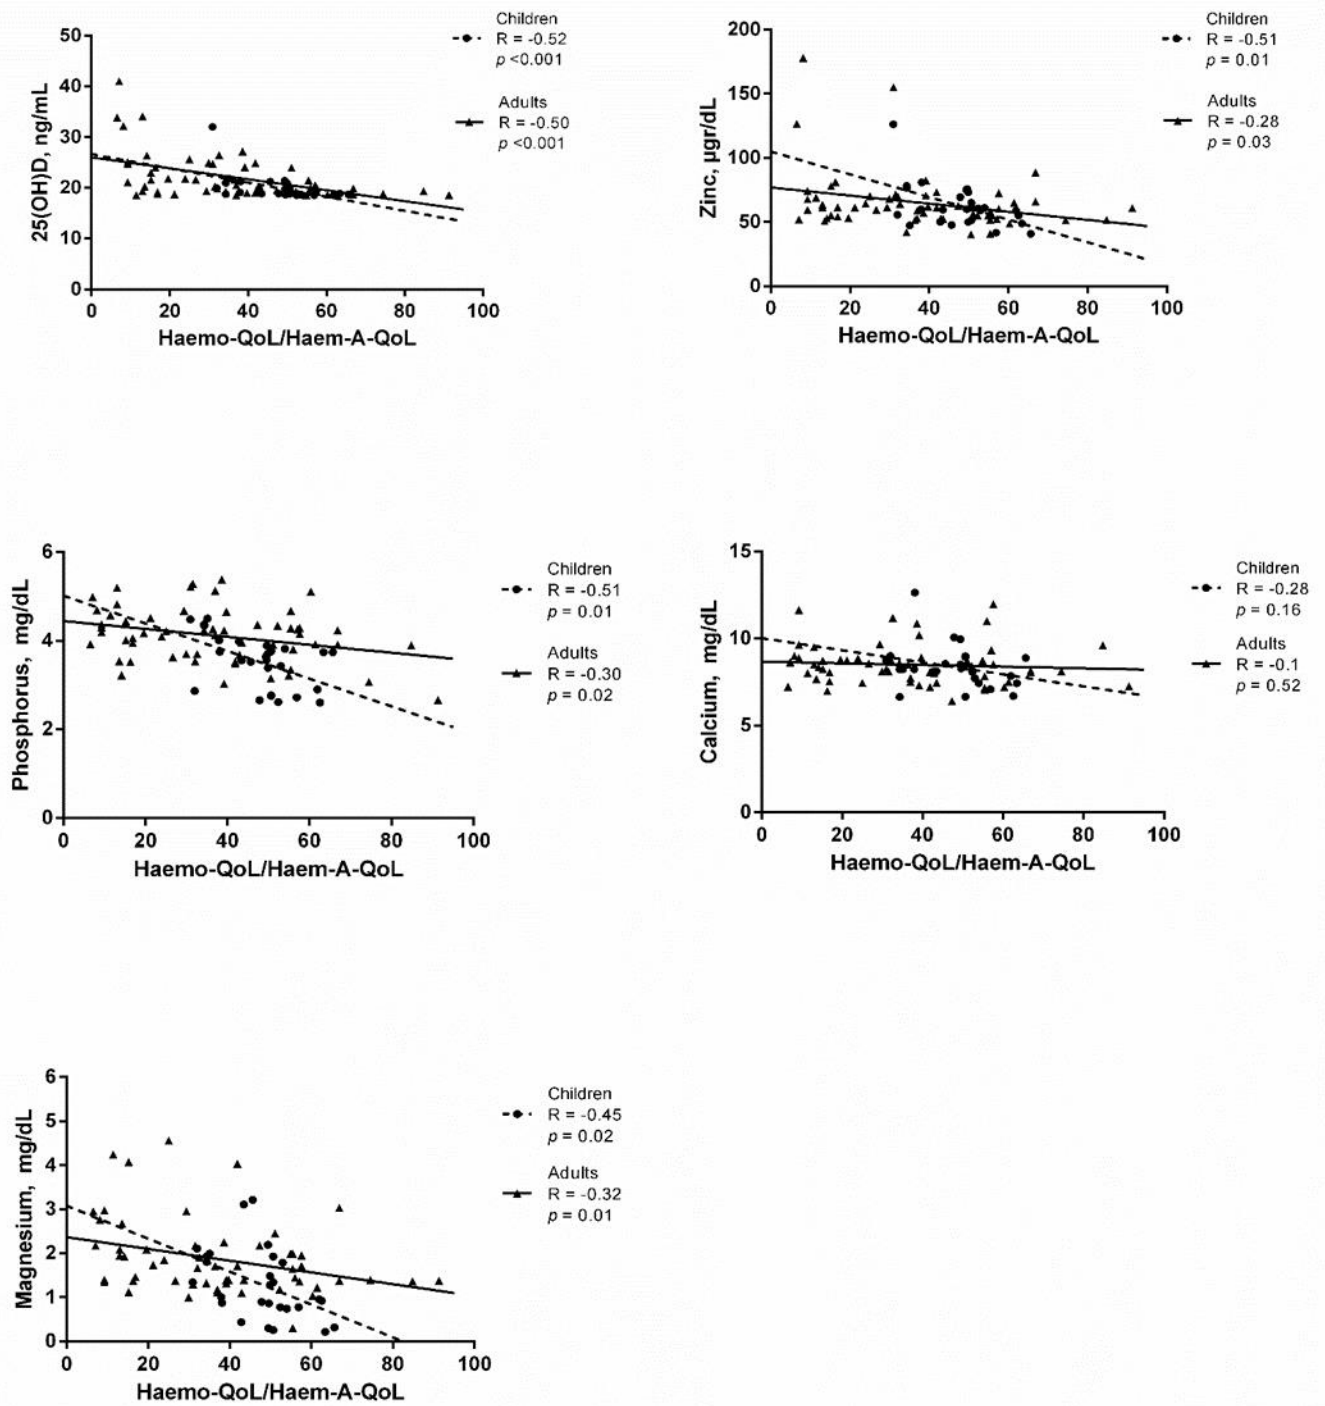 Children
R = -0.52
p <0.001
Adults
R = -0.50
p <0.001
50
40
30
20
10
0
25(OH)D, ng/mL
0 20 40 60 80 100
Haemo-QoL/Haem-A-QoL
Children
R = -0.51
p = 0.01
Adults
R = -0.28
p = 0.03
200
150
100
50
0
Zinc, µgr/dL
0 20 40 60 80 100
Haemo-QoL/Haem-A-QoL
Children
R = -0.51
p = 0.01
Adults
R = -0.30
p = 0.02
6
4
2
0
Phosphorus, mg/dL
0 20 40 60 80 100
Haemo-QoL/Haem-A-QoL
Children
R = -0.28
p = 0.16
Adults
R = -0.1
p = 0.52
15
10
5
0
Calcium, mg/dL
0 20 40 60 80 100
Haemo-QoL/Haem-A-QoL
Children
R = -0.45
p = 0.02
Adults
R = -0.32
p = 0.01
6
5
4
3
2
1
0
Magnesium, mg/dL
0 20 40 60 80 100
Haemo-QoL/Haem-A-QoL